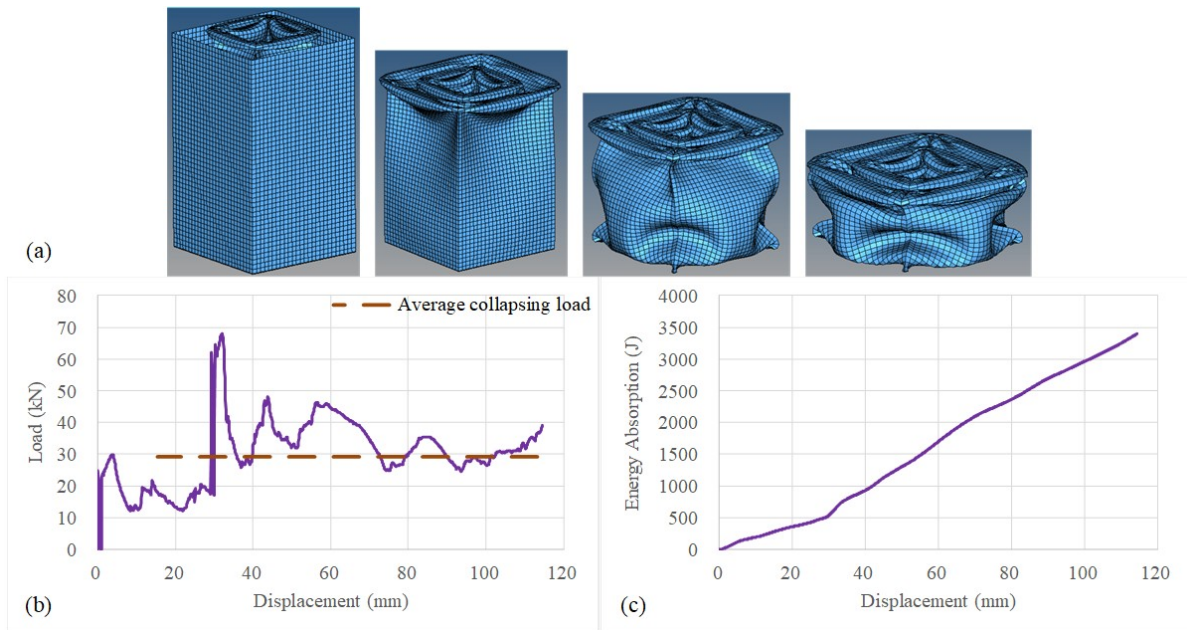 (a)
80
70
60
50
40
30
20
10
0
Load (kN)
Average collapsing load
0 20 40 60 80 100 120
Displacement (mm)
(b)
4000
3500
3000
2500
2000
1500
1000
500
0
Energy Absorption (J)
0 20 40 60 80 100 120
Displacement (mm)
(c)